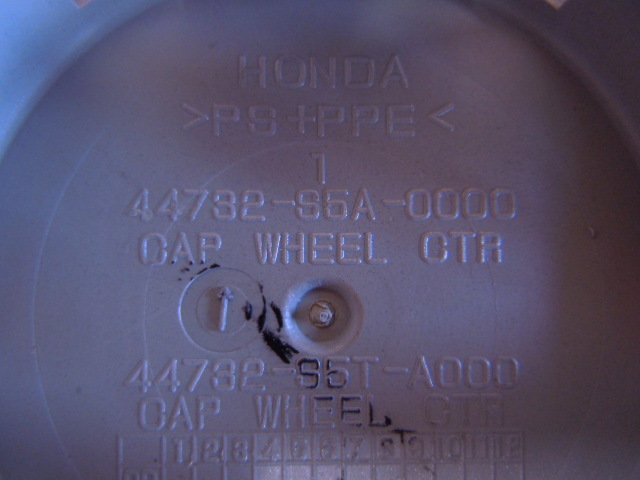 HONDA
>PS+PPE<
1
44732-S5A-0000
CAP WHEEL CTR
44732-S5T-A000
CAP WHEEL CTR
1 2 3 4 5 6 7 8 9 10 11 12